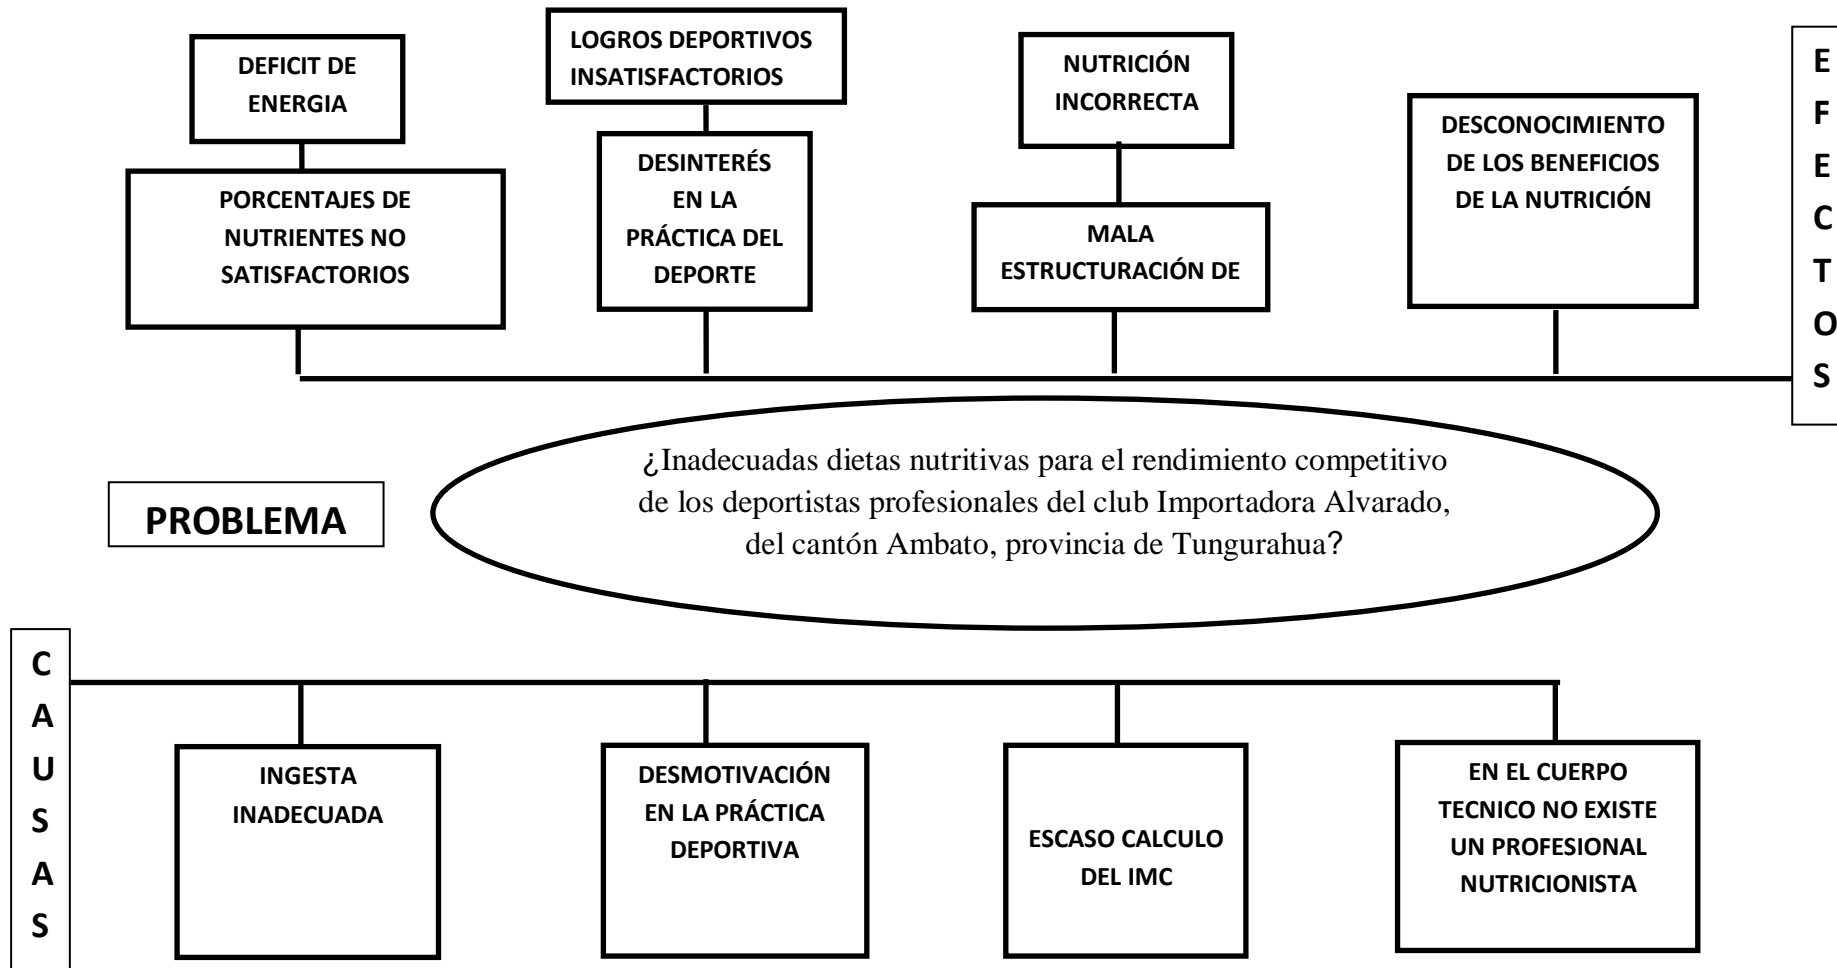 DEFICIT DE
ENERGIA
PORCENTAJES DE
NUTRIENTES NO
SATISFACTORIOS
LOGROS DEPORTIVOS
INSATISFACTORIOS
DESINTERÉS
EN LA
PRÁCTICA DEL
DEPORTE
NUTRICIÓN
INCORRECTA
MALA
ESTRUCTURACIÓN DE
DESCONOCIMIENTO
DE LOS BENEFICIOS
DE LA NUTRICIÓN
E
F
E
C
T
O
S
PROBLEMA
¿Inadecuadas dietas nutritivas para el rendimiento competitivo
de los deportistas profesionales del club Importadora Alvarado,
del cantón Ambato, provincia de Tungurahua?
C
A
U
S
A
S
INGESTA
INADECUADA
DESMOTIVACIÓN
EN LA PRÁCTICA
DEPORTIVA
ESCASO CALCULO
DEL IMC
EN EL CUERPO
TECNICO NO EXISTE
UN PROFESIONAL
NUTRICIONISTA